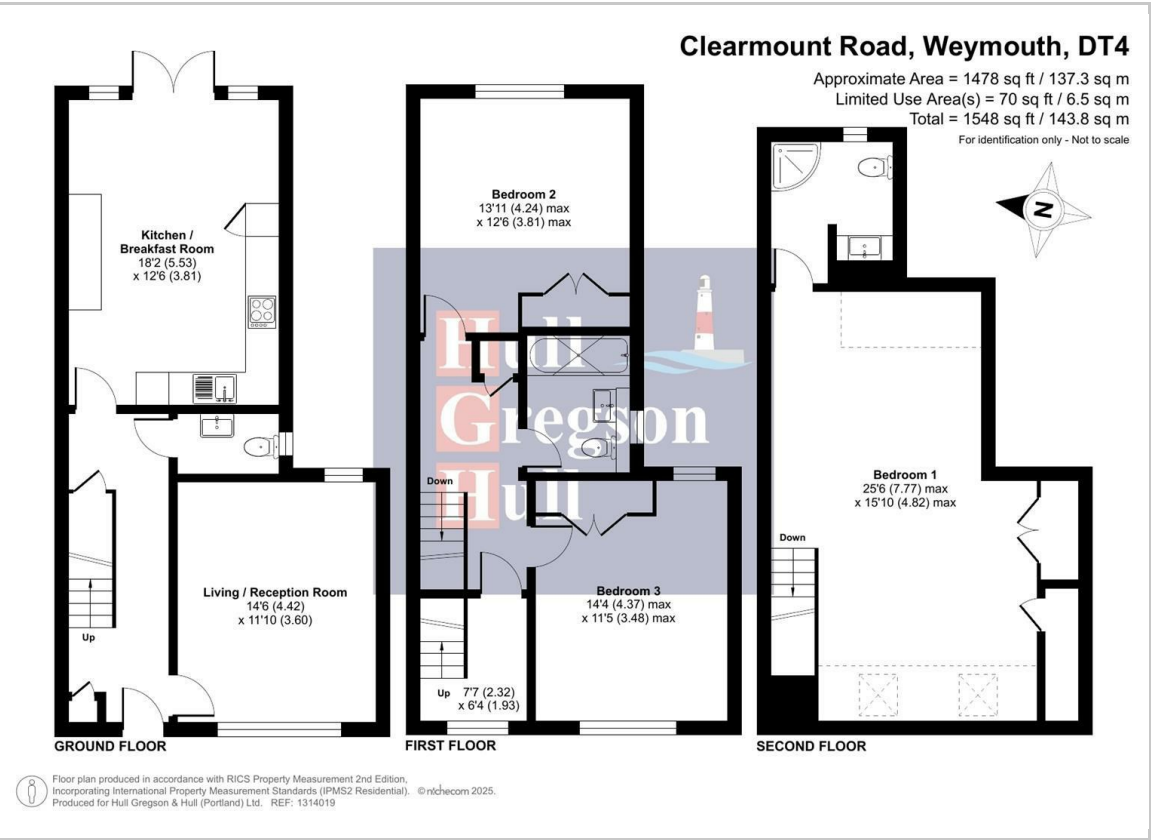 Clearmount Road, Weymouth, DT4
Approximate Area = 1478 sq ft / 137.3 sq m
Limited Use Area(s) = 70 sq ft / 6.5 sq m
Total = 1548 sq ft / 143.8 sq m
For identification only - Not to scale
N
Kitchen /
Breakfast Room
18'2 (5.53)
x 12'6 (3.81)
Living / Reception Room
14'6 (4.42)
x 11'10 (3.60)
Up
GROUND FLOOR
Bedroom 2
13'11 (4.24) max
x 12'6 (3.81) max
Hull
Gregson
Hull
Down
Bedroom 3
14'4 (4.37) max
x 11'5 (3.48) max
Up
7'7 (2.32)
x 6'4 (1.93)
FIRST FLOOR
Bedroom 1
25'6 (7.77) max
x 15'10 (4.82) max
Down
SECOND FLOOR
Floor plan produced in accordance with RICS Property Measurement 2nd Edition,
Incorporating International Property Measurement Standards (IPMS2 Residential). © nichecom 2025.
Produced for Hull Gregson & Hull (Portland) Ltd. REF: 1314019